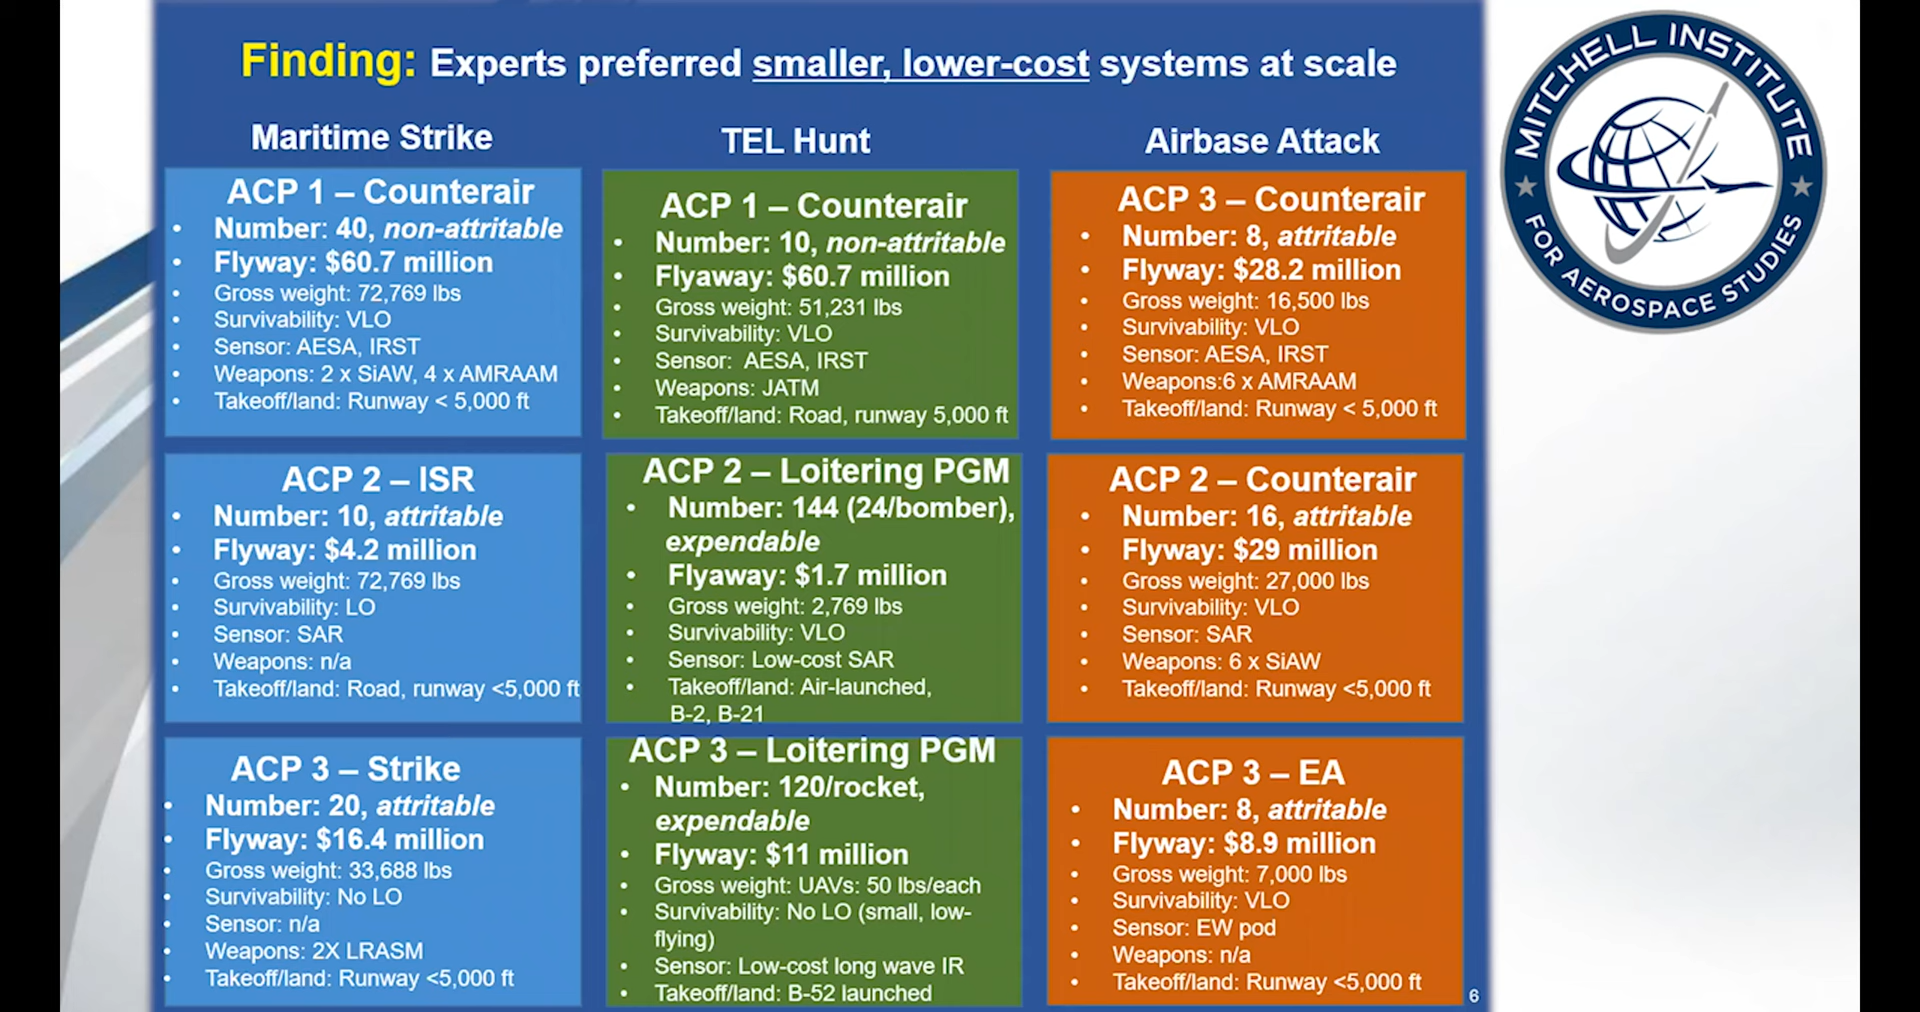 Finding: Experts preferred smaller, lower-cost systems at scale
Maritime Strike
ACP 1 – Counterair
• Number: 40, non-attritable
• Flyway: $60.7 million
• Gross weight: 72,769 lbs
• Survivability: VLO
• Sensor: AESA, IRST
• Weapons: 2 x SiAW, 4 x AMRAAM
• Takeoff/land: Runway < 5,000 ft
ACP 2 – ISR
• Number: 10, attritable
• Flyway: $4.2 million
• Gross weight: 72,769 lbs
• Survivability: LO
• Sensor: SAR
• Weapons: n/a
• Takeoff/land: Road, runway <5,000 ft
ACP 3 – Strike
• Number: 20, attritable
• Flyway: $16.4 million
• Gross weight: 33,688 lbs
• Survivability: No LO
• Sensor: n/a
• Weapons: 2X LRASM
• Takeoff/land: Runway <5,000 ft
TEL Hunt
ACP 1 – Counterair
• Number: 10, non-attritable
• Flyaway: $60.7 million
• Gross weight: 51,231 lbs
• Survivability: VLO
• Sensor: AESA, IRST
• Weapons: JATM
• Takeoff/land: Road, runway 5,000 ft
ACP 2 – Loitering PGM
• Number: 144 (24/bomber),
expendable
• Flyaway: $1.7 million
• Gross weight: 2,769 lbs
• Survivability: VLO
• Sensor: Low-cost SAR
• Takeoff/land: Air-launched,
B-2, B-21
ACP 3 – Loitering PGM
• Number: 120/rocket,
expendable
• Flyway: $11 million
• Gross weight: UAVs: 50 lbs/each
• Survivability: No LO (small, low-
flying)
• Sensor: Low-cost long wave IR
• Takeoff/land: B-52 launched
Airbase Attack
ACP 3 – Counterair
• Number: 8, attritable
• Flyway: $28.2 million
• Gross weight: 16,500 lbs
• Survivability: VLO
• Sensor: AESA, IRST
• Weapons:6 x AMRAAM
• Takeoff/land: Runway < 5,000 ft
ACP 2 – Counterair
• Number: 16, attritable
• Flyway: $29 million
• Gross weight: 27,000 lbs
• Survivability: VLO
• Sensor: SAR
• Weapons: 6 x SiAW
• Takeoff/land: Runway <5,000 ft
ACP 3 – EA
• Number: 8, attritable
• Flyway: $8.9 million
• Gross weight: 7,000 lbs
• Survivability: VLO
• Sensor: EW pod
• Weapons: n/a
• Takeoff/land: Runway <5,000 ft
6
MITCHELL INSTITUTE
FOR AEROSPACE STUDIES